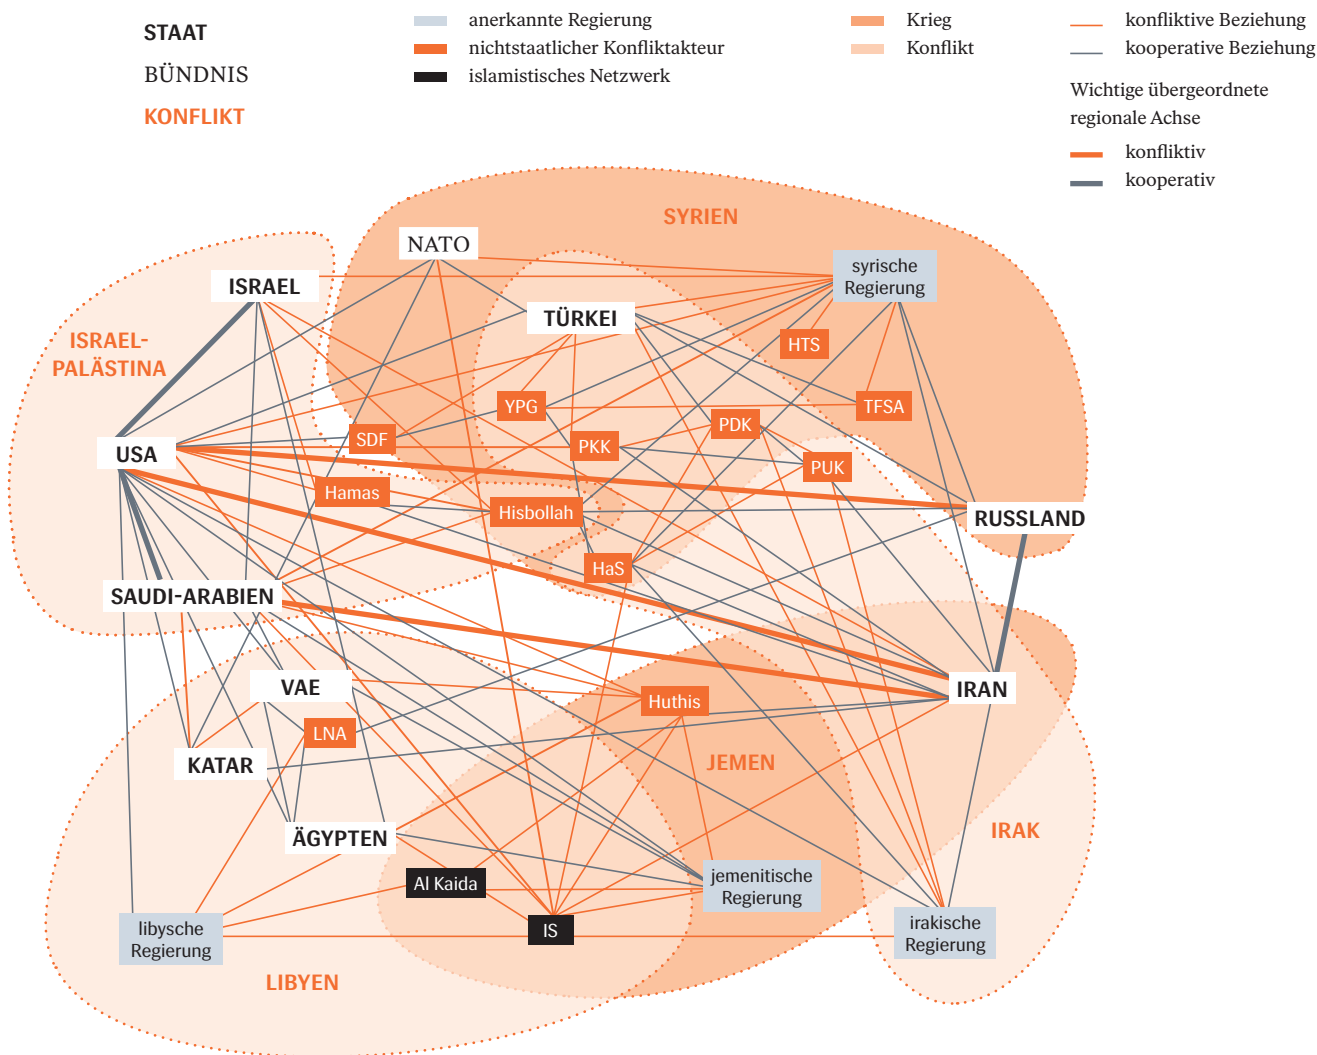 STAAT
BÜNDNIS
KONFLIKT
anerkannte Regierung
nichtstaatlicher Konfliktakteur
islamistisches Netzwerk
Krieg
Konflikt
konfliktive Beziehung
kooperative Beziehung
Wichtige übergeordnete
regionale Achse
konfliktiv
kooperativ
SYRIEN
NATO
syrische
Regierung
ISRAEL
TÜRKEI
ISRAEL-
PALÄSTINA
HTS
YPG
TFSA
PDK
SDF
PKK
USA
PUK
Hamas
Hisbollah
RUSSLAND
HaS
SAUDI-ARABIEN
VAE
IRAN
Huthis
LNA
KATAR
JEMEN
IRAK
ÄGYPTEN
Al Kaida
jemenitische
Regierung
IS
libysche
Regierung
irakische
Regierung
LIBYEN